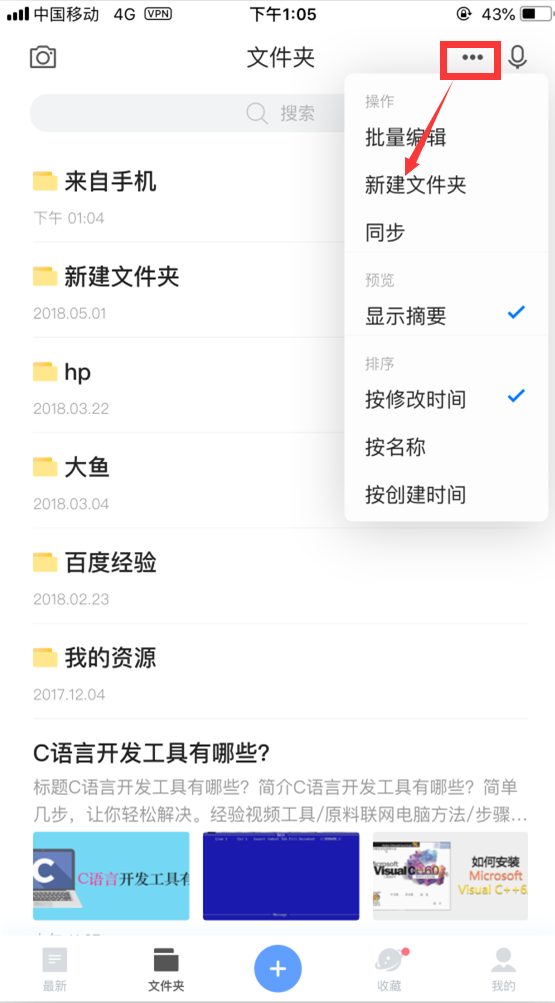 中国移动 4G VPN 下午1:05 43%
文件夹
搜索
操作
批量编辑
新建文件夹
同步
预览
显示摘要
排序
按修改时间
按名称
按创建时间
来自手机
下午 01:04
新建文件夹
2018.05.01
hp
2018.03.22
大鱼
2018.03.04
百度经验
2018.02.23
我的资源
2017.12.04
C语言开发工具有哪些?
标题C语言开发工具有哪些? 简介C语言开发工具有哪些? 简单
几步，让你轻松解决。经验视频工具/原料联网电脑方法/步骤...
C
C语言开发工具有
Microsoft
Visual C++6.0
如何安装
Microsoft
Visual C++6
最新 文件夹 收藏 我的